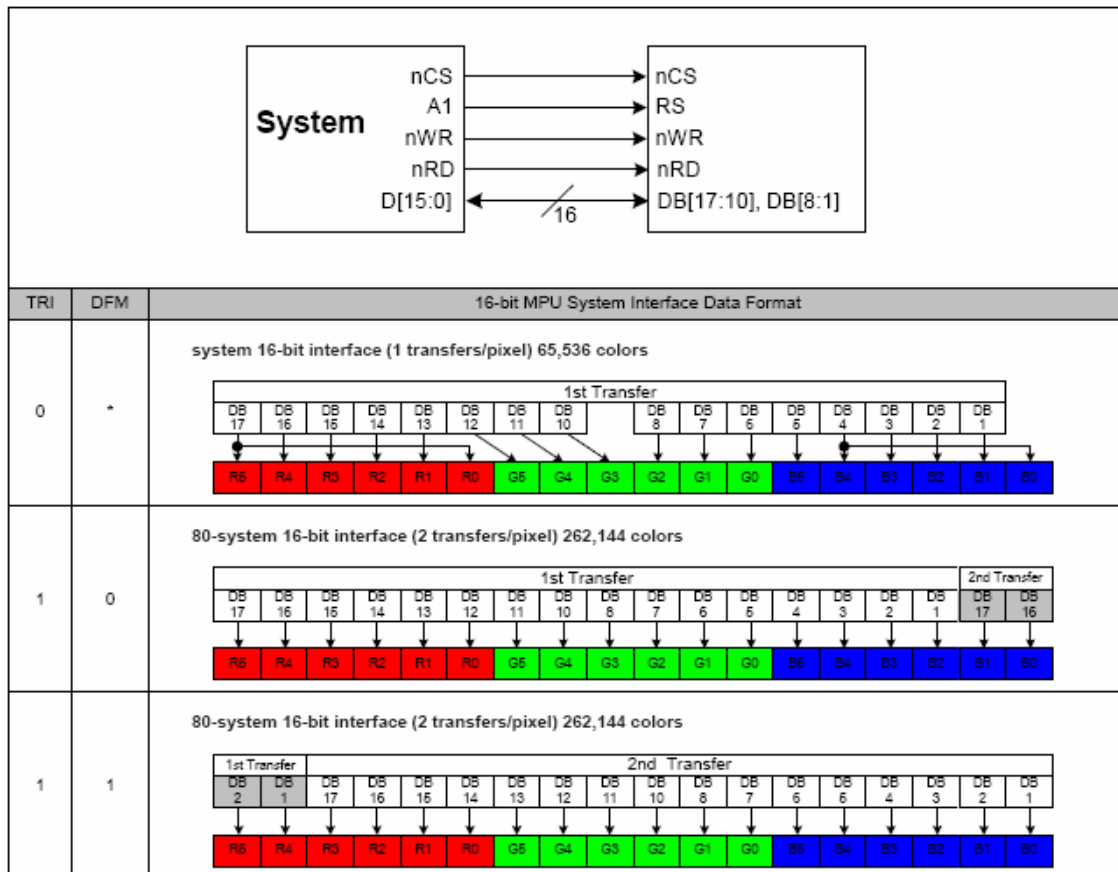 nCS nCS
A1 RS
System
nWR nWR
nRD nRD
D[15:0] 16 DB[17:10], DB[8:1]
TRI DFM 16-bit MPU System Interface Data Format
system 16-bit interface (1 transfers/pixel) 65,536 colors
0 *
1st Transfer
DB 17 DB 16 DB 15 DB 14 DB 13 DB 12 DB 11 DB 10 DB 8 DB 7 DB 6 DB 5 DB 4 DB 3 DB 2 DB 1
R5 R4 R3 R2 R1 R0 G5 G4 G3 G2 G1 G0 B5 B4 B3 B2 B1 B0
80-system 16-bit interface (2 transfers/pixel) 262,144 colors
1 0
1st Transfer 2nd Transfer
DB 17 DB 16 DB 15 DB 14 DB 13 DB 12 DB 11 DB 10 DB 8 DB 7 DB 6 DB 5 DB 4 DB 3 DB 2 DB 1 DB 17 DB 16
R5 R4 R3 R2 R1 R0 G5 G4 G3 G2 G1 G0 B5 B4 B3 B2 B1 B0
80-system 16-bit interface (2 transfers/pixel) 262,144 colors
1 1
1st Transfer 2nd Transfer
DB 2 DB 1 DB 17 DB 16 DB 15 DB 14 DB 13 DB 12 DB 11 DB 10 DB 8 DB 7 DB 6 DB 5 DB 4 DB 3 DB 2 DB 1
R5 R4 R3 R2 R1 R0 G5 G4 G3 G2 G1 G0 B5 B4 B3 B2 B1 B0